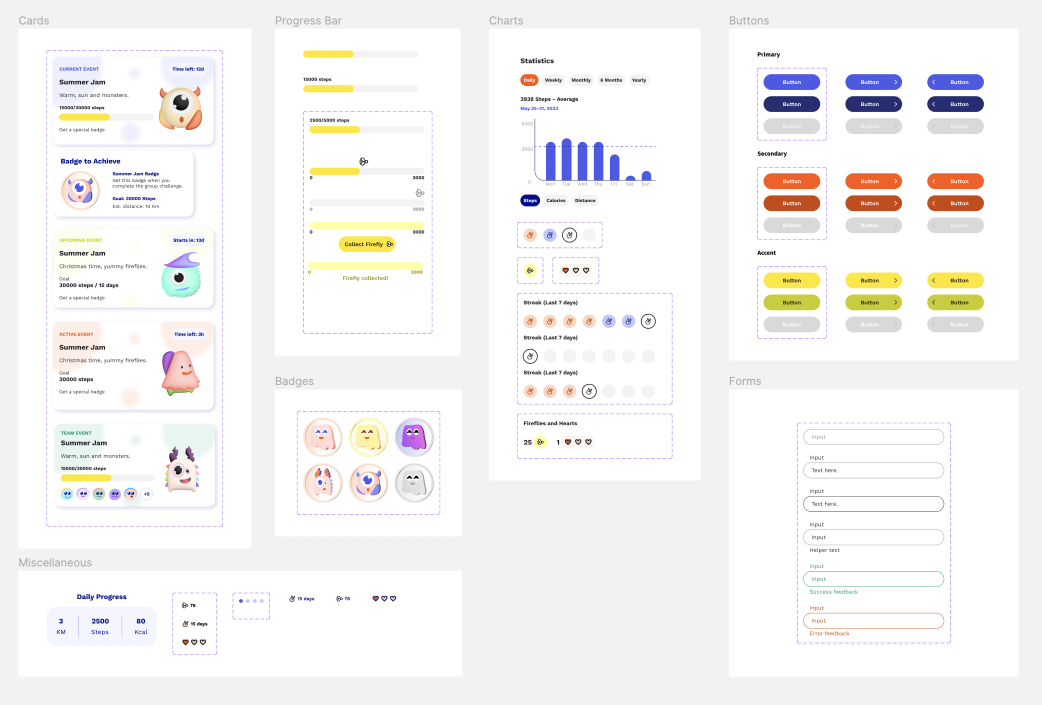 Cards
CURRENT EVENT
Time left: 12d
Summer Jam
Warm, sun and monsters.
15000/30000 steps
Get a special badge
Badge to Achieve
Summer Jam Badge
Get this badge when you
complete the group challenge.
Goal: 30000 Steps
Est. distance: 10 Km
UPCOMING EVENT
Starts in: 13d
Summer Jam
Christmas time, yummy fireflies.
Goal
30000 steps / 15 days
Get a special badge
ACTIVE EVENT
Time left: 3h
Summer Jam
Christmas time, yummy fireflies.
Goal
30000 steps
Get a special badge
TEAM EVENT
Summer Jam
Warm, sun and monsters.
15000/30000 steps
+5
Progress Bar
15000 steps
2500/5000 steps
0 3000
0 3000
0 3000
Collect Firefly
0 3000
Firefly collected!
Badges
Charts
Statistics
Daily Weekly Monthly 6 Months Yearly
3938 Steps - Average
May 25-31, 2023
3000
0
Mon Tue Wed Thu Fri Sat Sun
Steps Calories Distance
Streak (Last 7 days)
Streak (Last 7 days)
Streak (Last 7 days)
Fireflies and Hearts
25 1
Buttons
Primary
Button Button Button
Button Button Button
Button Button Button
Secondary
Button Button Button
Button Button Button
Button Button Button
Accent
Button Button Button
Button Button Button
Button Button Button
Forms
Input
Input
Text here.
Input
Text here.
Input
Input
Helper text
Input
Input
Success feedback
Input
Input
Error feedback
Miscellaneous
Daily Progress
3 2500 80
KM Steps Kcal
76
15 days
15 days 76